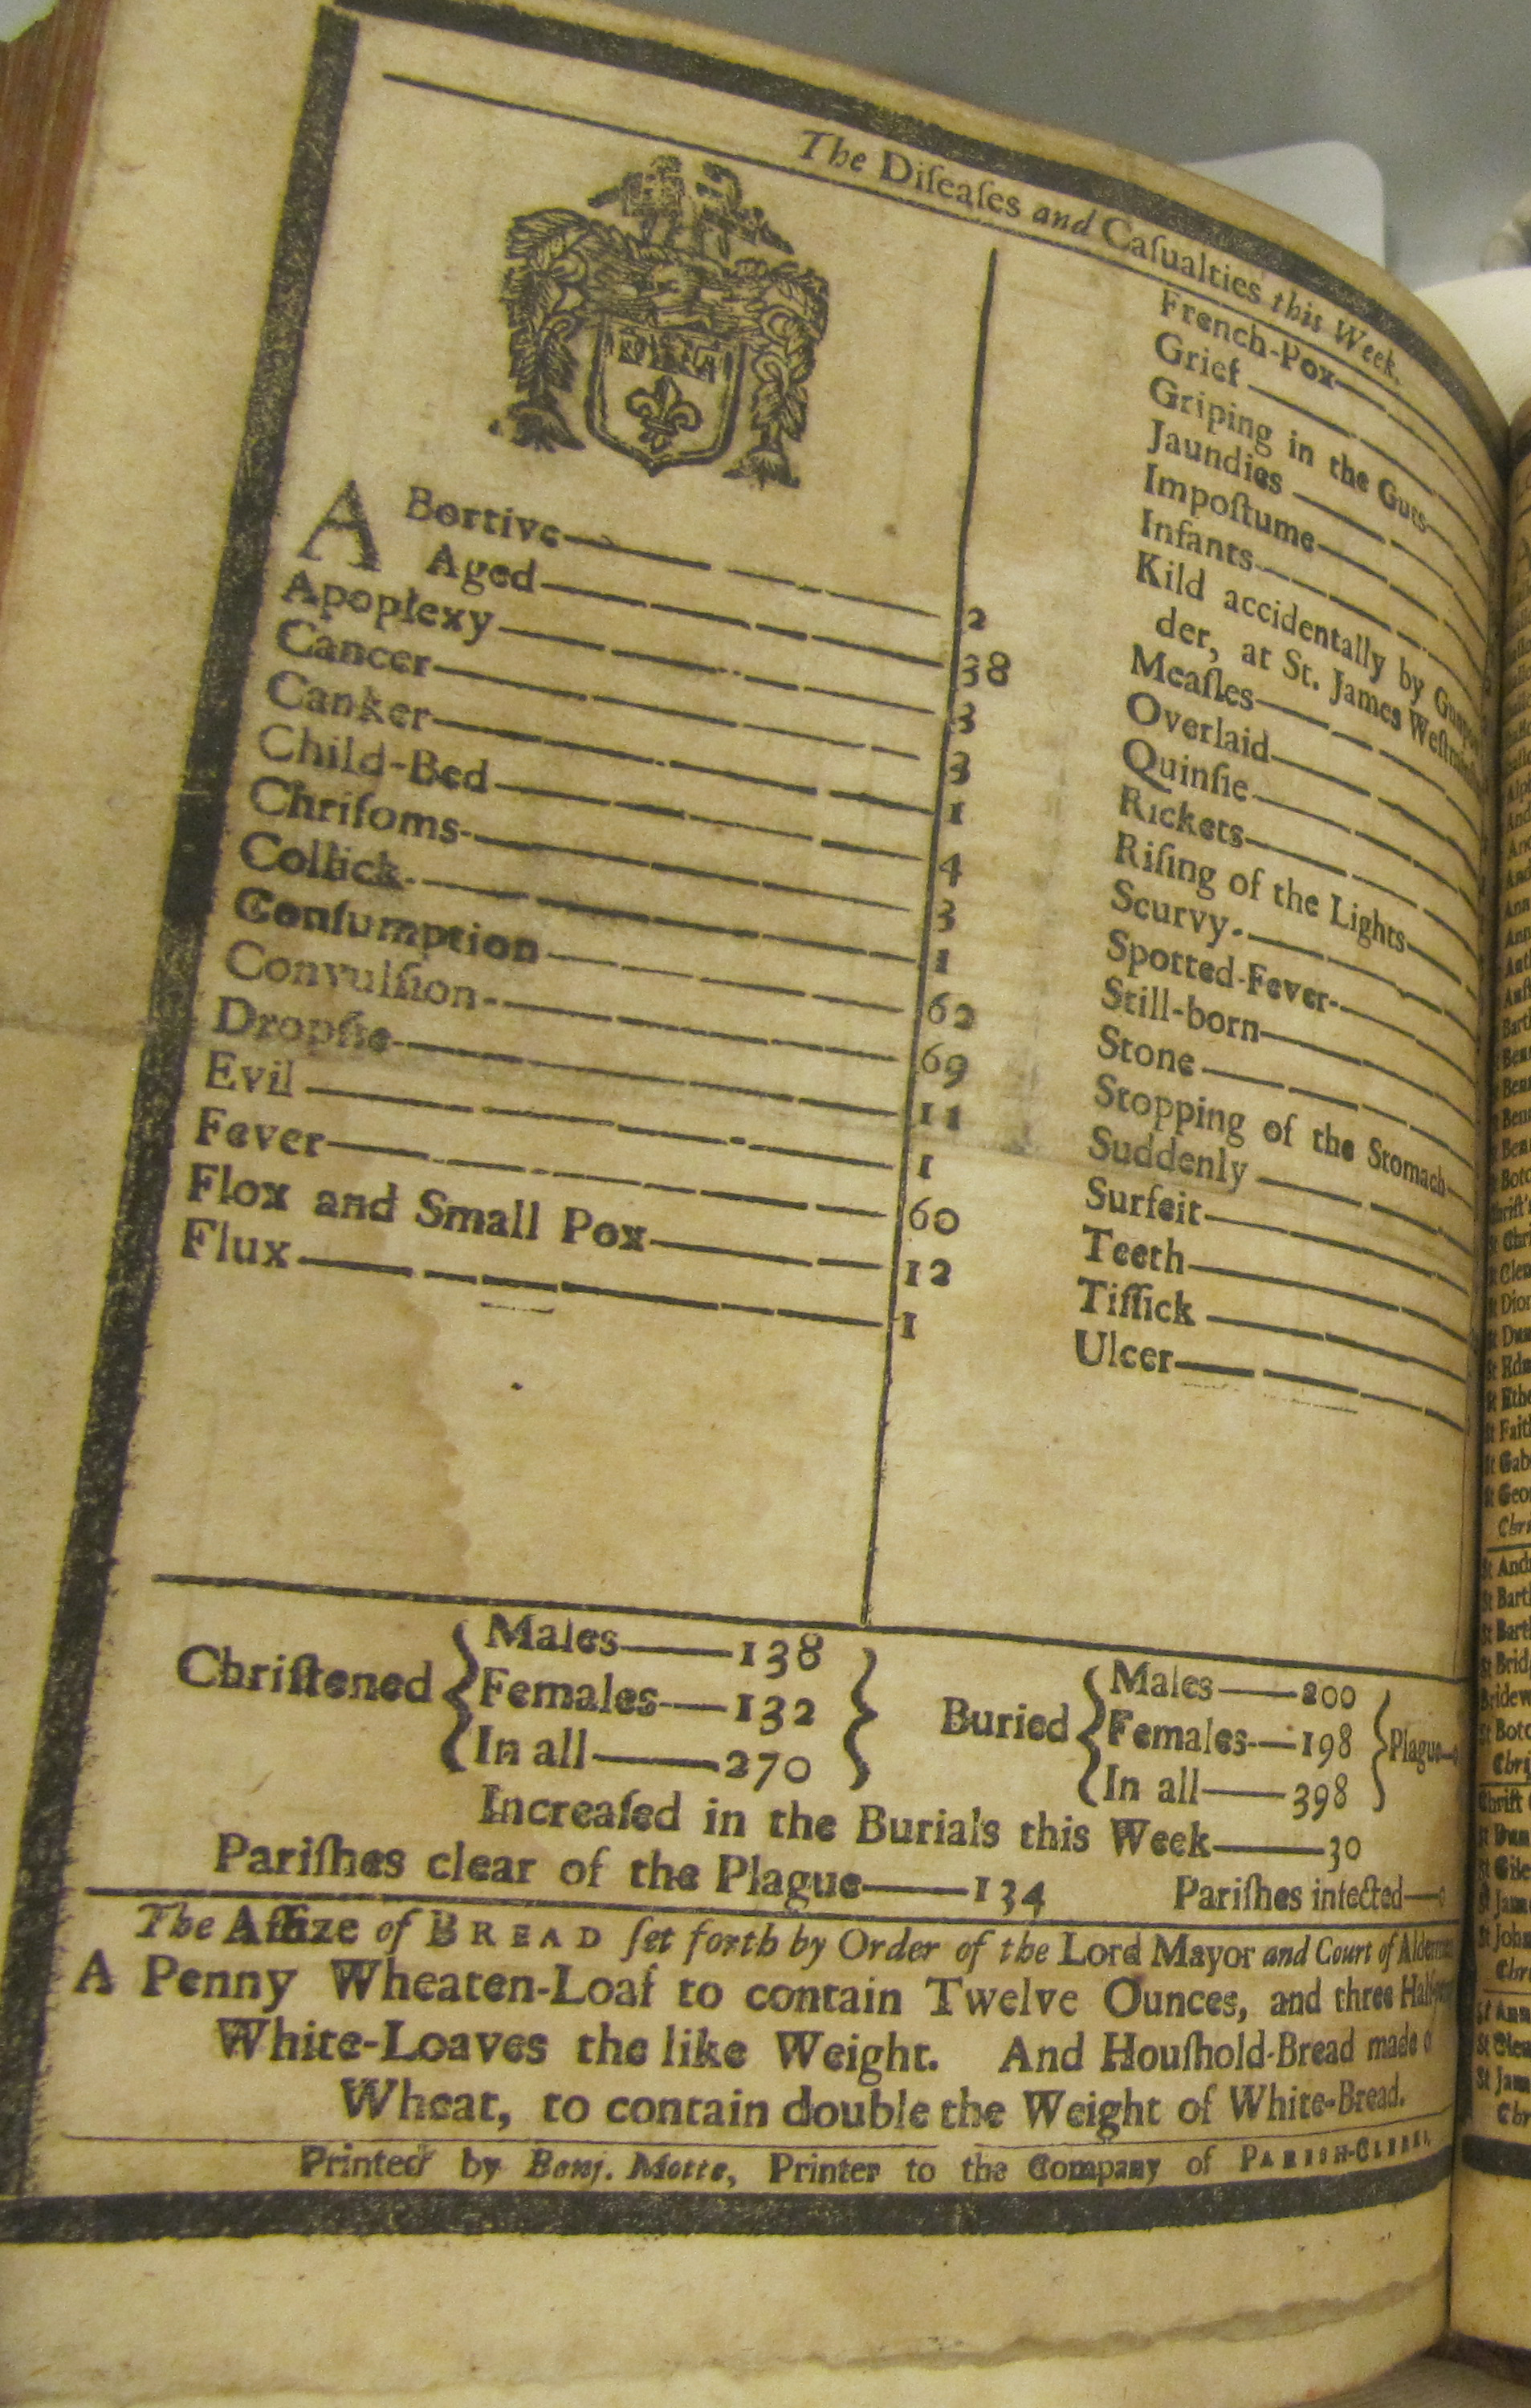 The Diſeaſes and Caſualties this Week.
ABortive 2
Aged 38
Apoplexy 3
Cancer 3
Canker 1
Child-Bed 4
Chriſoms 3
Collick 1
Conſumption 62
Convulſion 69
Dropſie 11
Evil 1
Fever 60
Flox and Small Pox 12
Flux 1
French-Pox
Grief
Griping in the Guts
Jaundies
Impoſtume
Infants
Kild accidentally by
der, at St. James
Meaſles
Overlaid
Quinſie
Rickets
Riſing of the Lights
Scurvy
Spotted-Fever
Still-born
Stone
Stopping of the Stomach
Suddenly
Surfeit
Teeth
Tiſſick
Ulcer
Chriſtened { Males 138
Females 132
In all 270 }
Buried { Males 200
Females 198
In all 398 } Plague 0
Increaſed in the Burials this Week 30
Pariſhes clear of the Plague 134 Pariſhes infected 0
The Aſſize of BREAD ſet forth by Order of the Lord Mayor and Court of
A Penny Wheaten-Loaf to contain Twelve Ounces, and three
White-Loaves the like Weight. And Houſhold-Bread made
Wheat, to contain double the Weight of White-Bread.
Printed by Benj. Motte, Printer to the Company of PARISH-CLERKS.